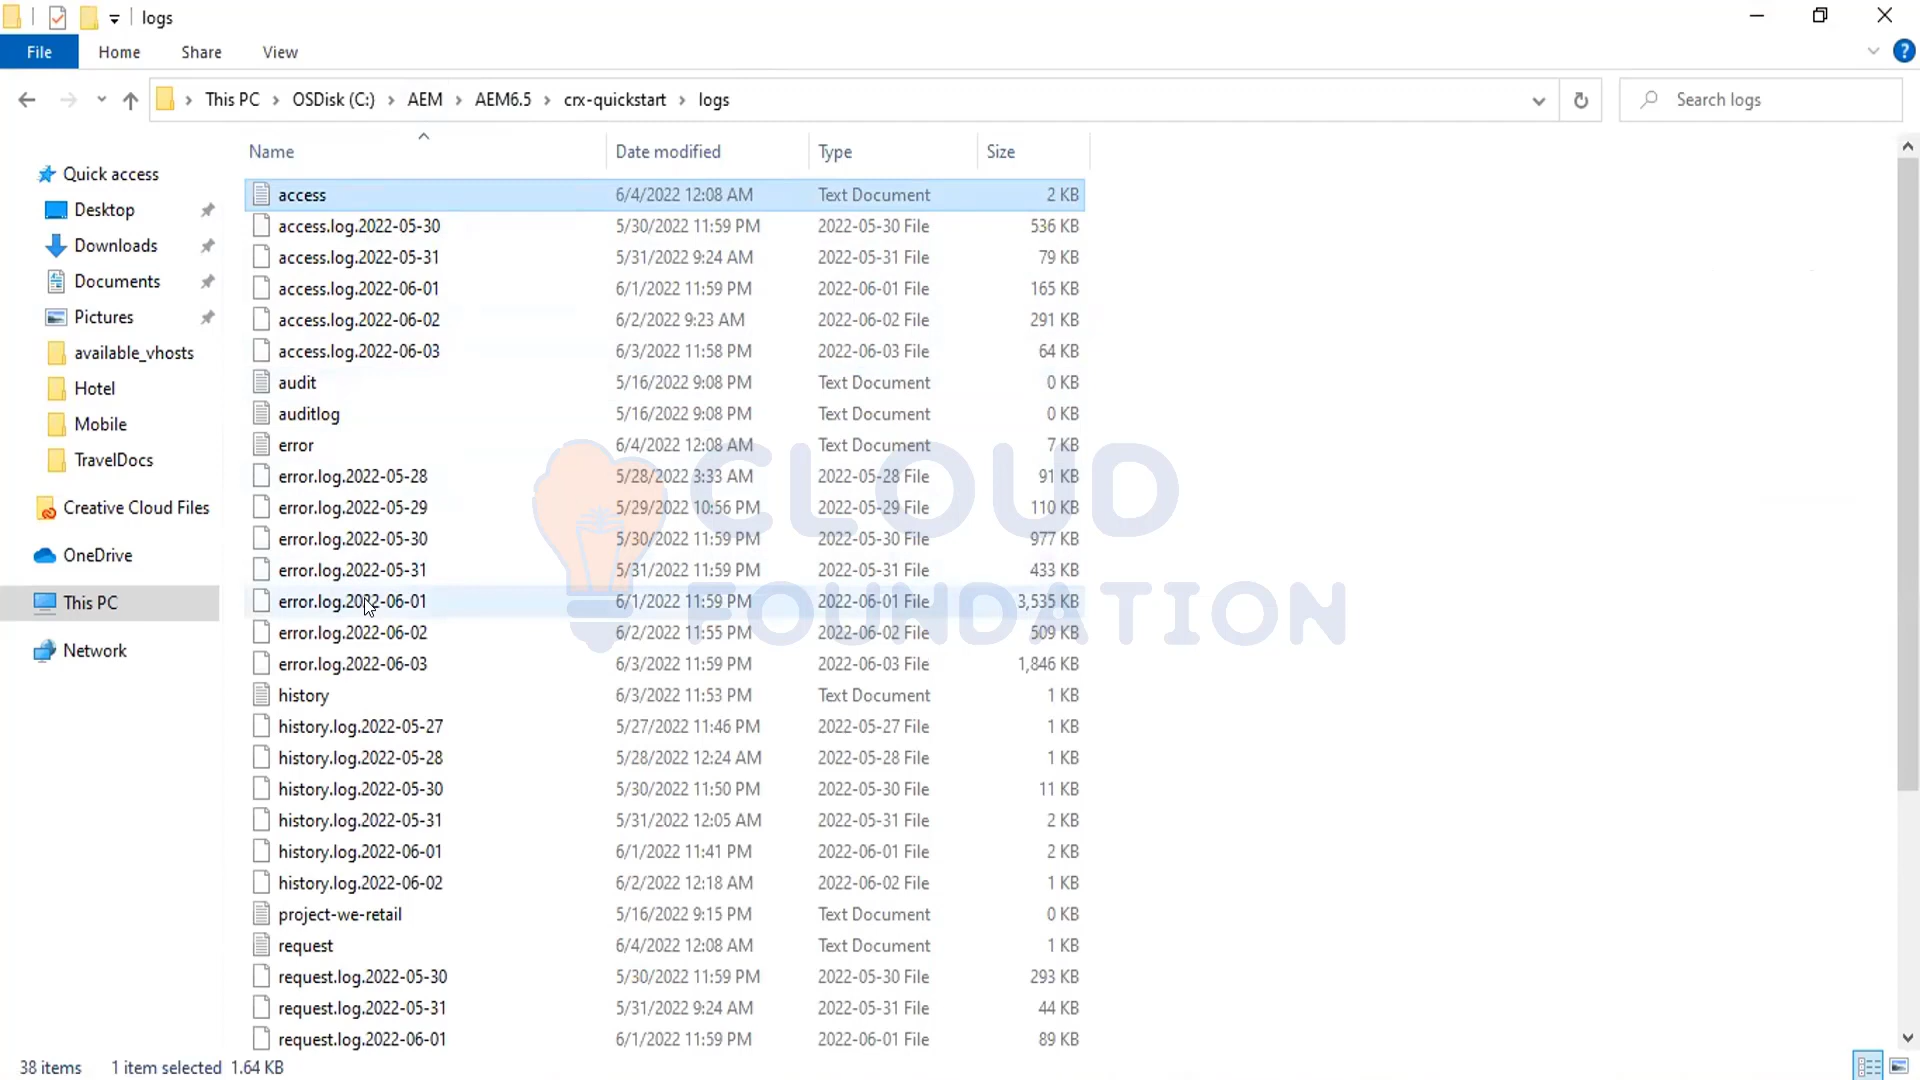 logs
File Home Share View
This PC > OSDisk (C:) > AEM > AEM6.5 > crx-quickstart > logs
Search logs
Quick access
Desktop
Downloads
Documents
Pictures
available_vhosts
Hotel
Mobile
TravelDocs
Creative Cloud Files
OneDrive
This PC
Network
Name Date modified Type Size
access 6/4/2022 12:08 AM Text Document 2 KB
access.log.2022-05-30 5/30/2022 11:59 PM 2022-05-30 File 536 KB
access.log.2022-05-31 5/31/2022 9:24 AM 2022-05-31 File 79 KB
access.log.2022-06-01 6/1/2022 11:59 PM 2022-06-01 File 165 KB
access.log.2022-06-02 6/2/2022 9:23 AM 2022-06-02 File 291 KB
access.log.2022-06-03 6/3/2022 11:58 PM 2022-06-03 File 64 KB
audit 5/16/2022 9:08 PM Text Document 0 KB
auditlog 5/16/2022 9:08 PM Text Document 0 KB
error 6/4/2022 12:08 AM Text Document 7 KB
error.log.2022-05-28 5/28/2022 3:33 AM 2022-05-28 File 91 KB
error.log.2022-05-29 5/29/2022 10:56 PM 2022-05-29 File 110 KB
error.log.2022-05-30 5/30/2022 11:59 PM 2022-05-30 File 977 KB
error.log.2022-05-31 5/31/2022 11:59 PM 2022-05-31 File 433 KB
error.log.2022-06-01 6/1/2022 11:59 PM 2022-06-01 File 3,535 KB
error.log.2022-06-02 6/2/2022 11:55 PM 2022-06-02 File 509 KB
error.log.2022-06-03 6/3/2022 11:59 PM 2022-06-03 File 1,846 KB
history 6/3/2022 11:53 PM Text Document 1 KB
history.log.2022-05-27 5/27/2022 11:46 PM 2022-05-27 File 1 KB
history.log.2022-05-28 5/28/2022 12:24 AM 2022-05-28 File 1 KB
history.log.2022-05-30 5/30/2022 11:50 PM 2022-05-30 File 11 KB
history.log.2022-05-31 5/31/2022 12:05 AM 2022-05-31 File 2 KB
history.log.2022-06-01 6/1/2022 11:41 PM 2022-06-01 File 2 KB
history.log.2022-06-02 6/2/2022 12:18 AM 2022-06-02 File 1 KB
project-we-retail 5/16/2022 9:15 PM Text Document 0 KB
request 6/4/2022 12:08 AM Text Document 1 KB
request.log.2022-05-30 5/30/2022 11:59 PM 2022-05-30 File 293 KB
request.log.2022-05-31 5/31/2022 9:24 AM 2022-05-31 File 44 KB
request.log.2022-06-01 6/1/2022 11:59 PM 2022-06-01 File 89 KB
CLOUD
FOUNDATION
38 items 1 item selected 1.64 KB